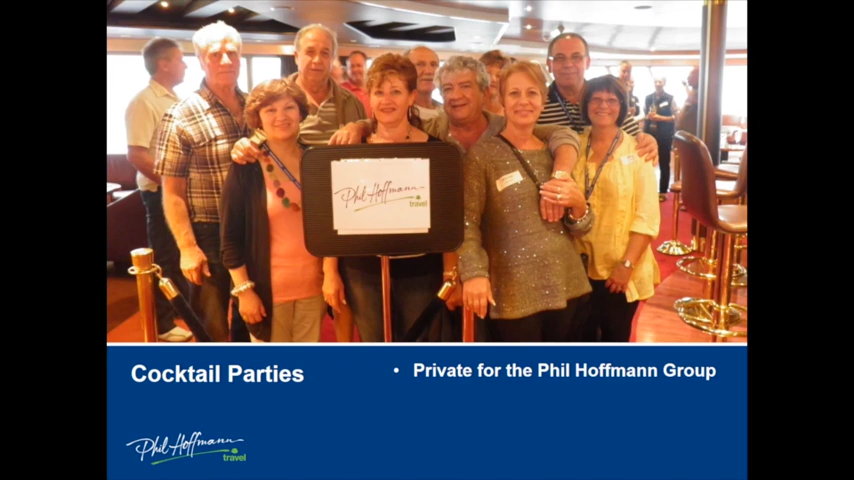 Phil Hoffmann
travel
Cocktail Parties
• Private for the Phil Hoffmann Group
Phil Hoffmann
travel